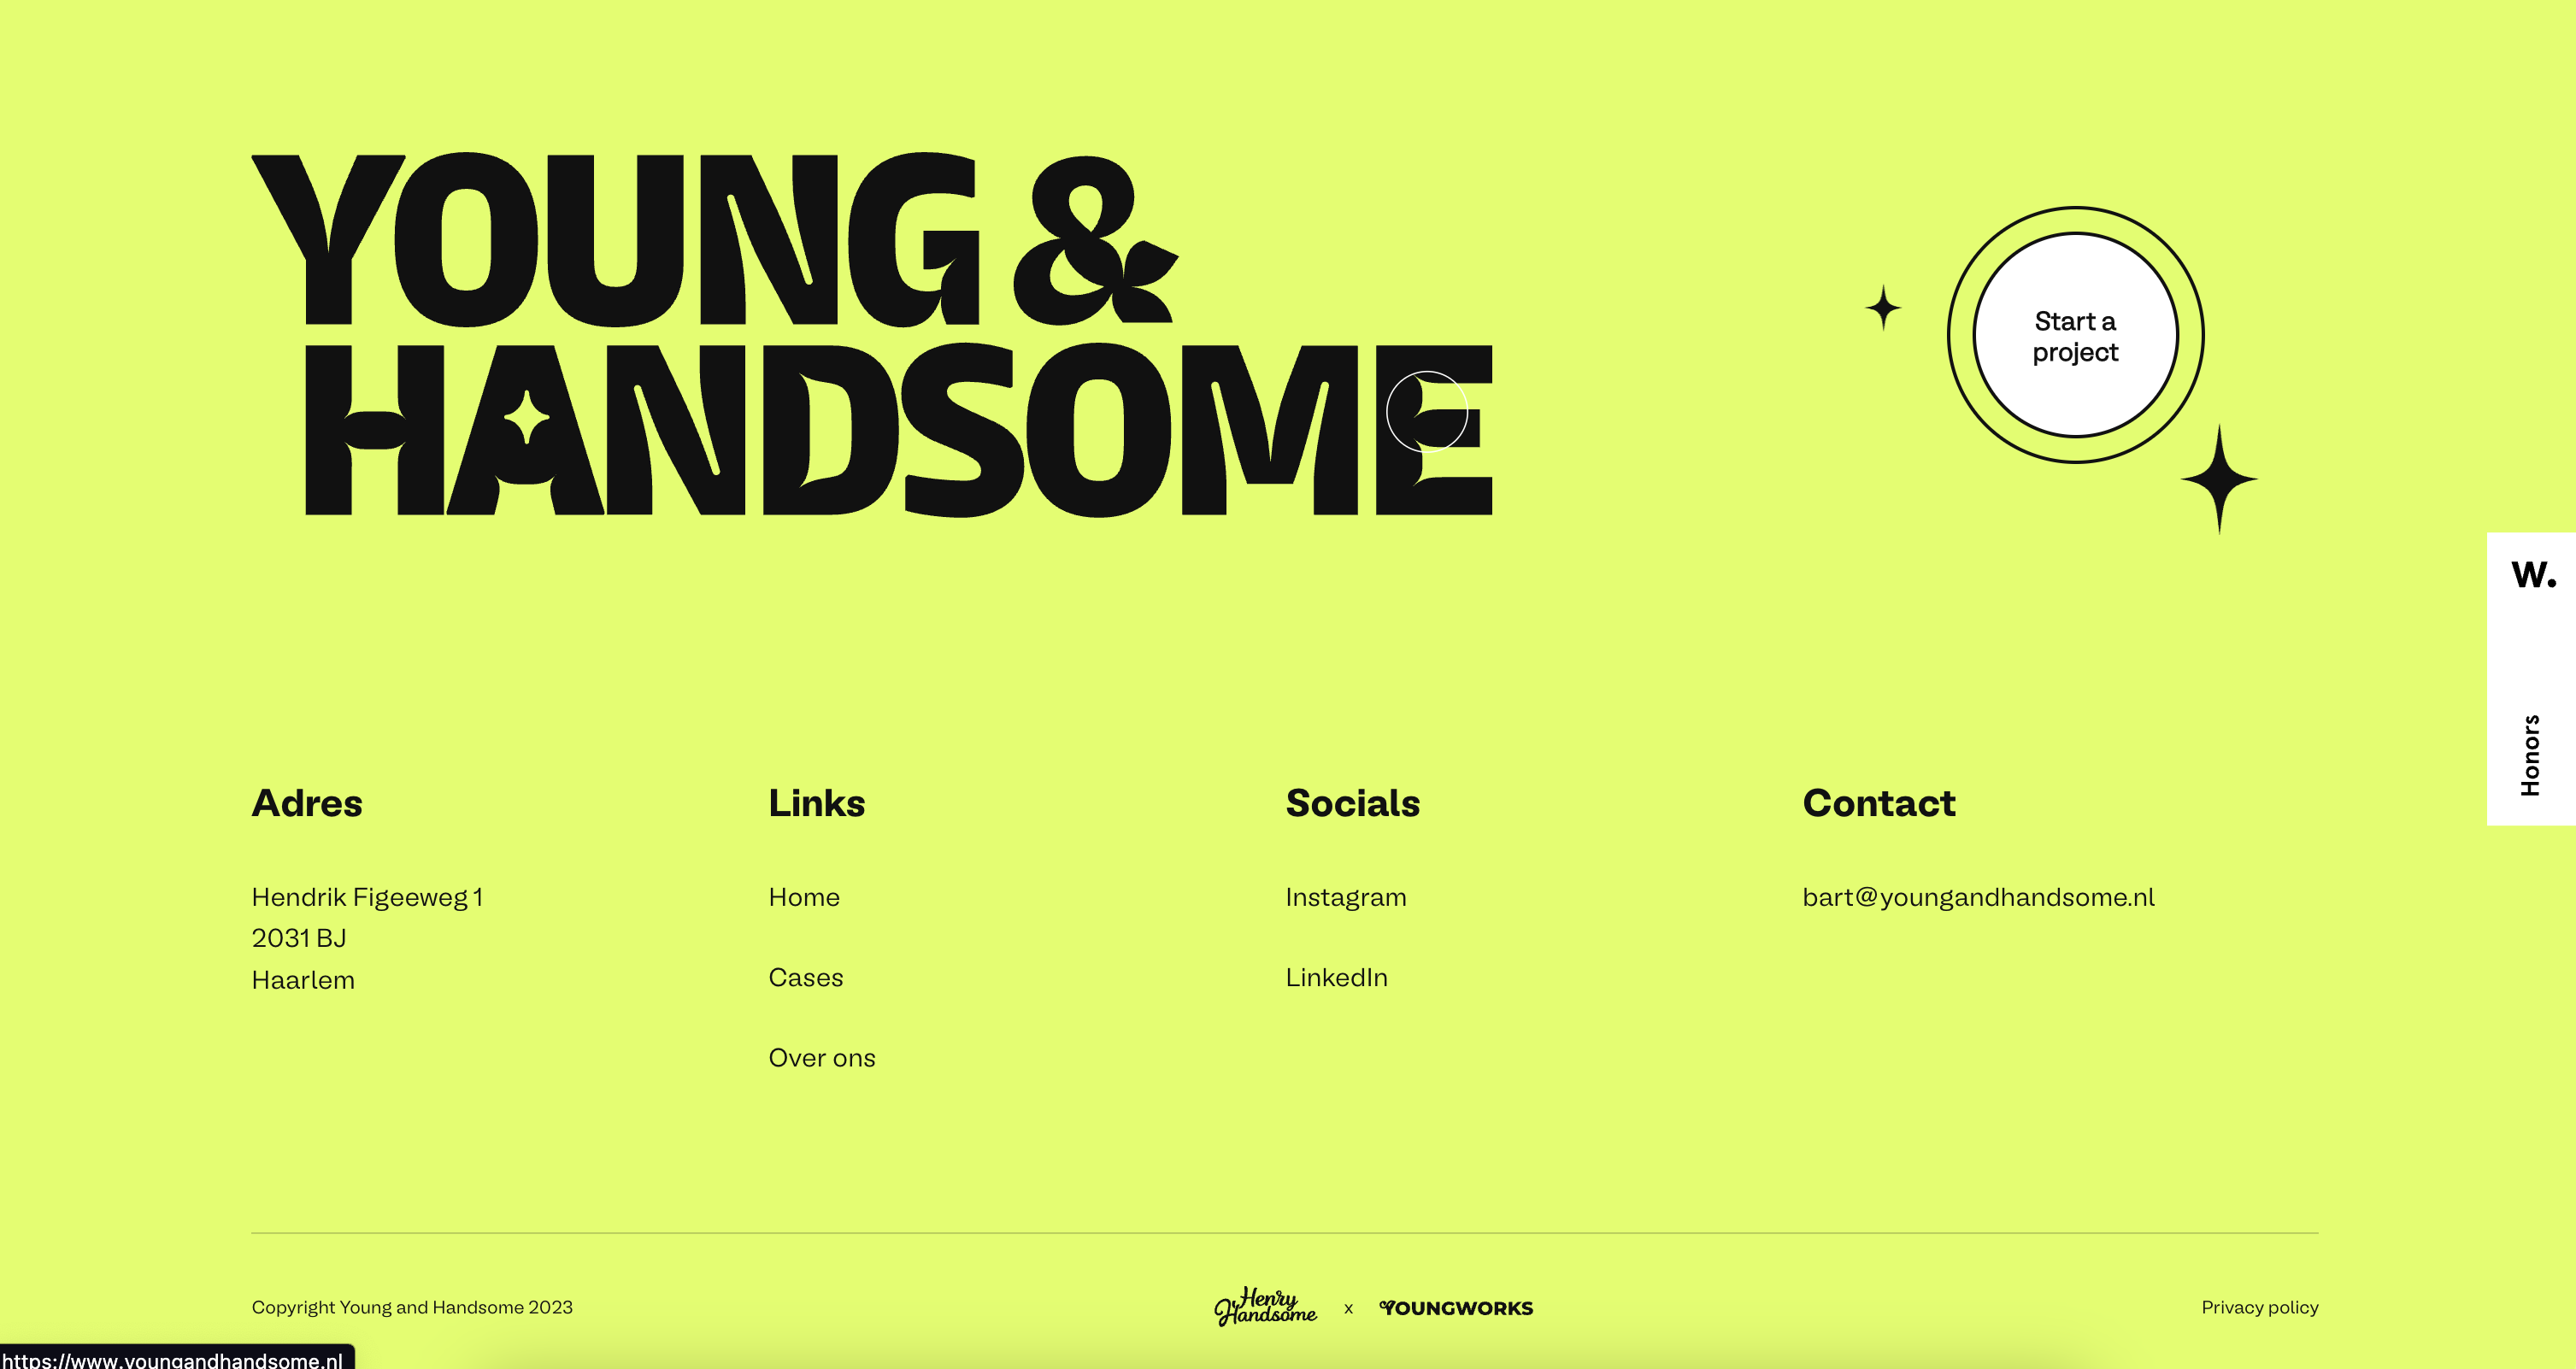 YOUNG &
HANDSOME
Start a
project
W.
Honors
Adres
Hendrik Figeeweg 1
2031 BJ
Haarlem
Links
Home
Cases
Over ons
Socials
Instagram
LinkedIn
Contact
bart@youngandhandsome.nl
Copyright Young and Handsome 2023
Henry
Handsome
x
YOUNGWORKS
Privacy policy
https://www.youngandhandsome.nl